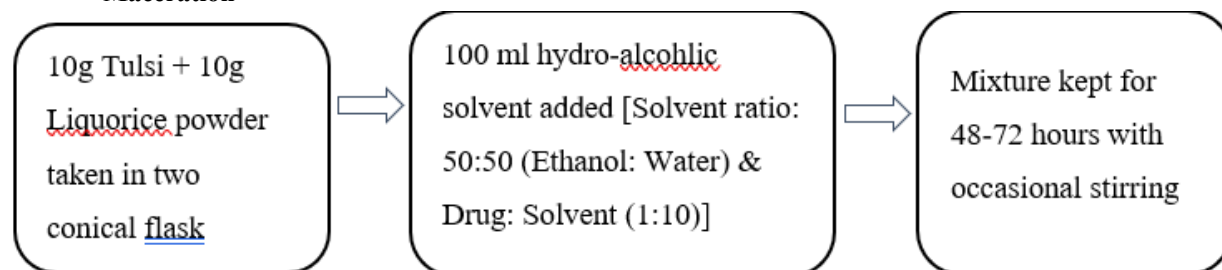 10g Tulsi + 10g
Liquorice powder
taken in two
conical flask
100 ml hydro-alcohlic
solvent added [Solvent ratio:
50:50 (Ethanol: Water) &
Drug: Solvent (1:10)]
Mixture kept for
48-72 hours with
occasional stirring